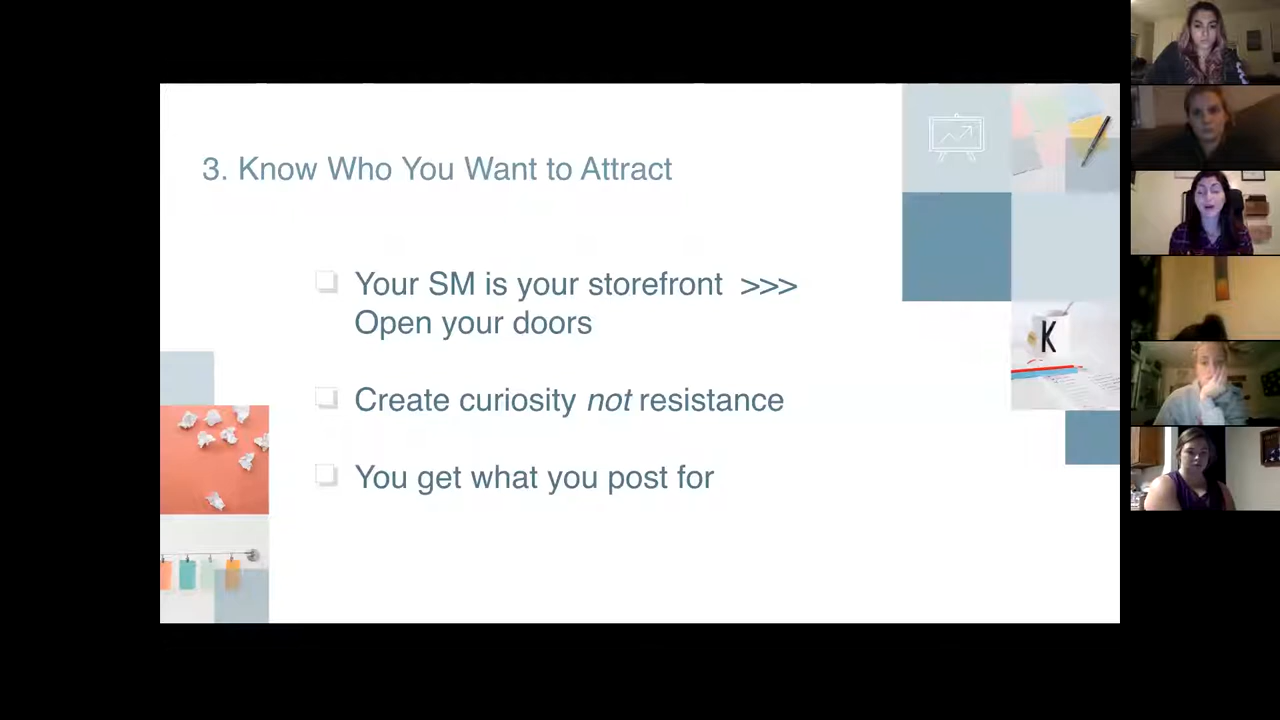 3. Know Who You Want to Attract
Your SM is your storefront >>>
Open your doors
Create curiosity not resistance
You get what you post for
K